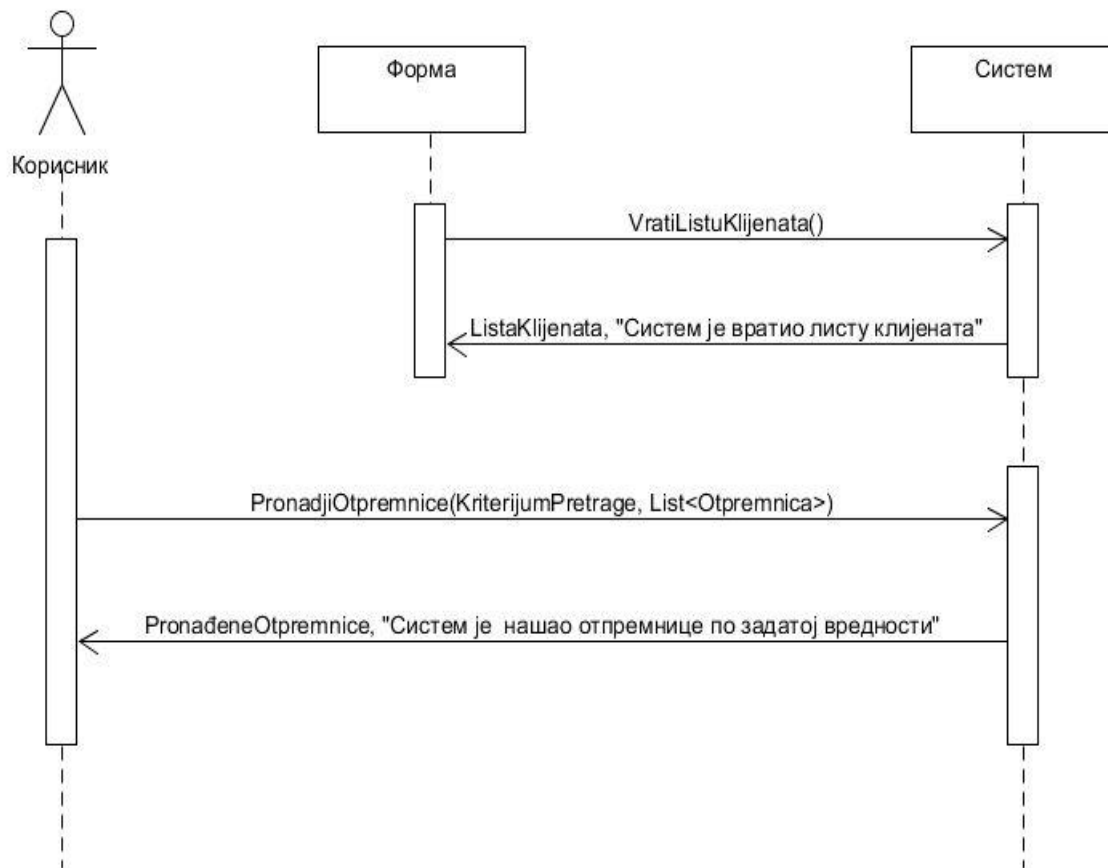 Форма
Систем
Корисник
VratiListuKlijenata()
ListaKlijenata, "Систем је вратио листу клијената"
PronadjiOtpremnice(KriterijumPretrage, List<Otpremnica>)
PronađeneOtpremnice, "Систем је  нашао отпремнице по задатој вредности"